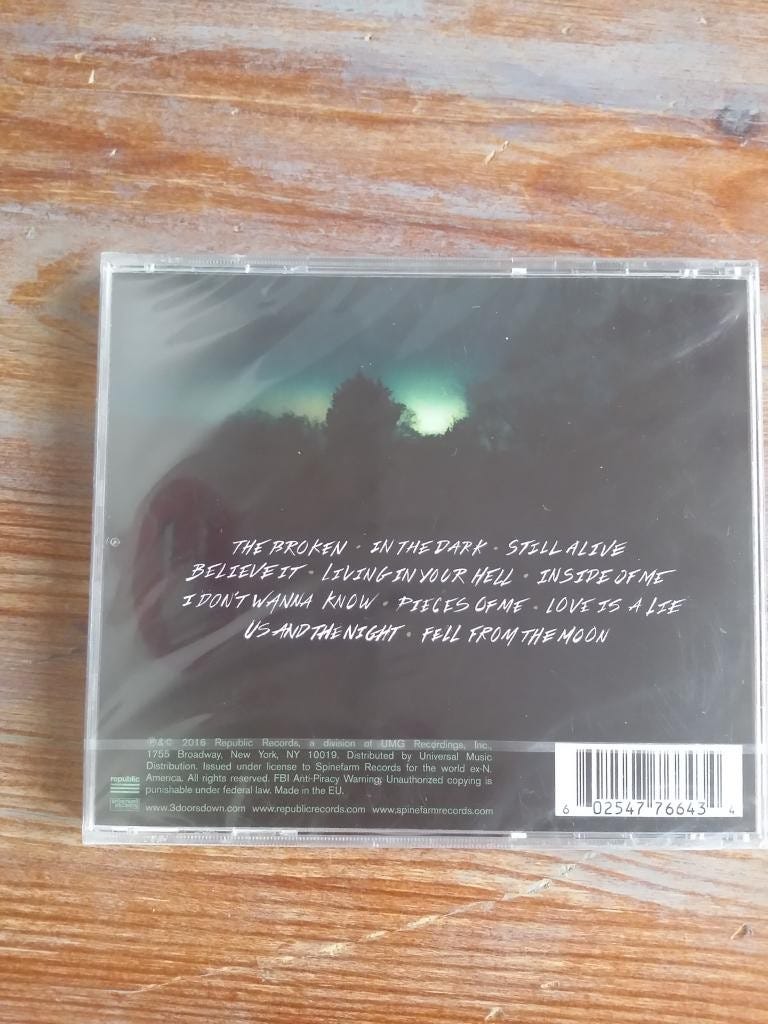 THE BROKEN · IN THE DARK · STILL ALIVE
BELIEVE IT · LIVING IN YOUR HELL · INSIDE OF ME
I DON'T WANNA KNOW · PIECES OF ME · LOVE IS A LIE
US AND THE NIGHT · FELL FROM THE MOON
℗&© 2016 Republic Records, a division of UMG Recordings, Inc.,
1755 Broadway, New York, NY 10019. Distributed by Universal Music
Distribution. Issued under license to Spinefarm Records for the world ex-N.
America. All rights reserved. FBI Anti-Piracy Warning: Unauthorized copying is
punishable under federal law. Made in the EU.
republic
www.3doorsdown.com www.republicrecords.com www.spinefarmrecords.com
6 02547 76643 4